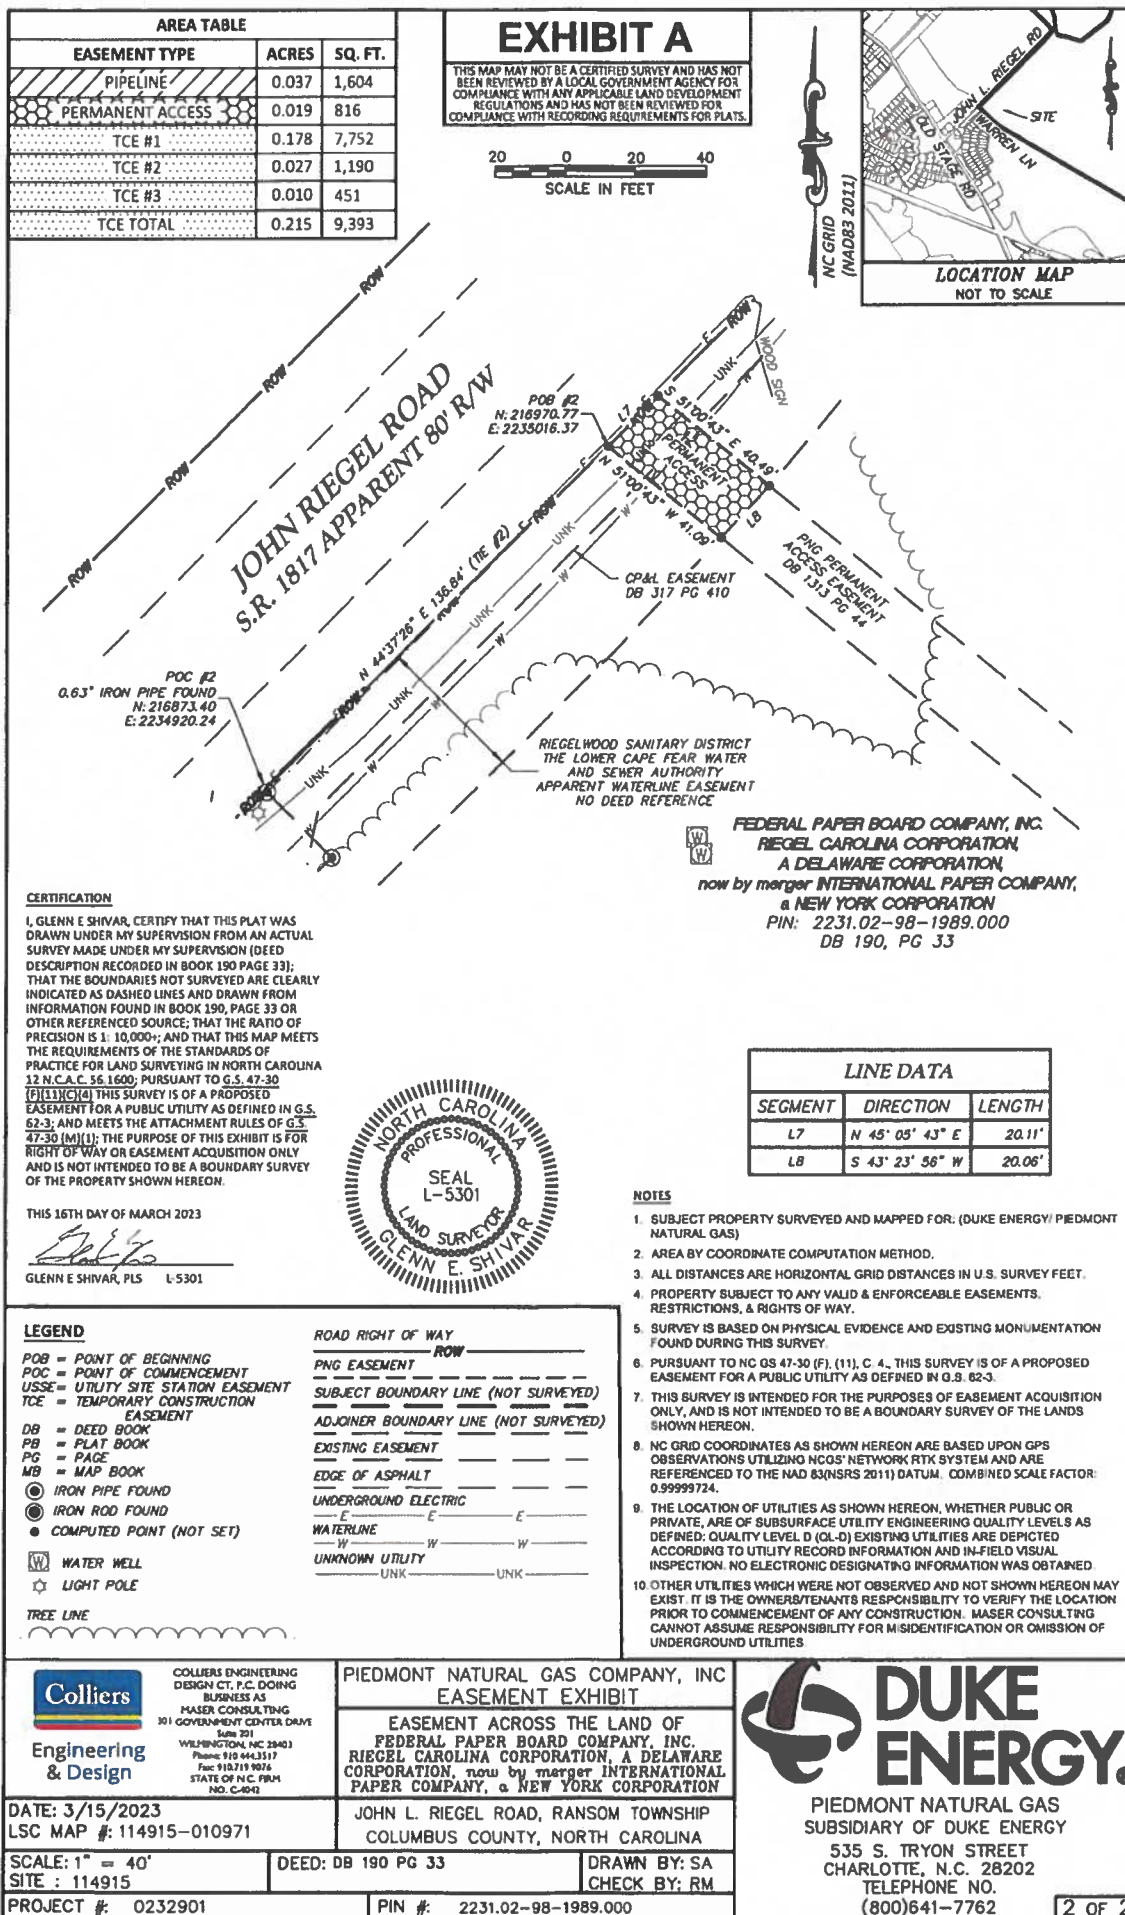 AREA TABLE
EASEMENT TYPE ACRES SQ. FT.
PIPELINE 0.037 1,604
PERMANENT ACCESS 0.019 816
TCE #1 0.178 7,752
TCE #2 0.027 1,190
TCE #3 0.010 451
TCE TOTAL 0.215 9,393
EXHIBIT A
THIS MAP MAY NOT BE A CERTIFIED SURVEY AND HAS NOT
BEEN REVIEWED BY A LOCAL GOVERNMENT AGENCY FOR
COMPLIANCE WITH ANY APPLICABLE LAND DEVELOPMENT
REGULATIONS AND HAS NOT BEEN REVIEWED FOR
COMPLIANCE WITH RECORDING REQUIREMENTS FOR PLATS.
20 0 20 40
SCALE IN FEET
NC GRID
(NAD83 2011)
JOHN L. RIEGEL RD
SITE
WARREN LN
OLD STAGE RD
LOCATION MAP
NOT TO SCALE
ROW
ROW
ROW
ROW
JOHN RIEGEL ROAD
S.R. 1817 APPARENT 80' R/W
POB #2
N: 216970.77
E: 2235016.37
L7
E
ROW
UNK
W
WOOD SIGN
S 51°00'43" E 40.49'
PERMANENT
ACCESS
N 51°00'43" W 41.09'
L8
PNG PERMANENT
ACCESS EASEMENT
DB 1313 PG 44
CP&L EASEMENT
DB 317 PG 410
N 44°37'26" E 136.84' (TIE #2)
E
ROW
UNK
W
POC #2
0.63" IRON PIPE FOUND
N: 216873.40
E: 2234920.24
ROW
UNK
W
RIEGELWOOD SANITARY DISTRICT
THE LOWER CAPE FEAR WATER
AND SEWER AUTHORITY
APPARENT WATERLINE EASEMENT
NO DEED REFERENCE
W
W
FEDERAL PAPER BOARD COMPANY, INC.
RIEGEL CAROLINA CORPORATION,
A DELAWARE CORPORATION,
now by merger INTERNATIONAL PAPER COMPANY,
a NEW YORK CORPORATION
PIN: 2231.02-98-1989.000
DB 190, PG 33
CERTIFICATION
I, GLENN E SHIVAR, CERTIFY THAT THIS PLAT WAS
DRAWN UNDER MY SUPERVISION FROM AN ACTUAL
SURVEY MADE UNDER MY SUPERVISION (DEED
DESCRIPTION RECORDED IN BOOK 190 PAGE 33);
THAT THE BOUNDARIES NOT SURVEYED ARE CLEARLY
INDICATED AS DASHED LINES AND DRAWN FROM
INFORMATION FOUND IN BOOK 190, PAGE 33 OR
OTHER REFERENCED SOURCE; THAT THE RATIO OF
PRECISION IS 1: 10,000+; AND THAT THIS MAP MEETS
THE REQUIREMENTS OF THE STANDARDS OF
PRACTICE FOR LAND SURVEYING IN NORTH CAROLINA
12 N.C.A.C. 56.1600; PURSUANT TO G.S. 47-30
(F)(11)(C)(4) THIS SURVEY IS OF A PROPOSED
EASEMENT FOR A PUBLIC UTILITY AS DEFINED IN G.S.
62-3; AND MEETS THE ATTACHMENT RULES OF G.S.
47-30 (M)(1); THE PURPOSE OF THIS EXHIBIT IS FOR
RIGHT OF WAY OR EASEMENT ACQUISITION ONLY
AND IS NOT INTENDED TO BE A BOUNDARY SURVEY
OF THE PROPERTY SHOWN HEREON.
THIS 16TH DAY OF MARCH 2023
GLENN E SHIVAR, PLS L-5301
NORTH CAROLINA
PROFESSIONAL
SEAL
L-5301
LAND SURVEYOR
GLENN E. SHIVAR
LINE DATA
SEGMENT DIRECTION LENGTH
L7 N 45° 05' 43" E 20.11'
L8 S 43° 23' 56" W 20.06'
NOTES
1. SUBJECT PROPERTY SURVEYED AND MAPPED FOR: (DUKE ENERGY/ PIEDMONT
NATURAL GAS)
2. AREA BY COORDINATE COMPUTATION METHOD.
3. ALL DISTANCES ARE HORIZONTAL GRID DISTANCES IN U.S. SURVEY FEET.
4. PROPERTY SUBJECT TO ANY VALID & ENFORCEABLE EASEMENTS,
RESTRICTIONS, & RIGHTS OF WAY.
5. SURVEY IS BASED ON PHYSICAL EVIDENCE AND EXISTING MONUMENTATION
FOUND DURING THIS SURVEY.
6. PURSUANT TO NC GS 47-30 (F), (11), C. 4., THIS SURVEY IS OF A PROPOSED
EASEMENT FOR A PUBLIC UTILITY AS DEFINED IN G.S. 62-3.
7. THIS SURVEY IS INTENDED FOR THE PURPOSES OF EASEMENT ACQUISITION
ONLY, AND IS NOT INTENDED TO BE A BOUNDARY SURVEY OF THE LANDS
SHOWN HEREON.
8. NC GRID COORDINATES AS SHOWN HEREON ARE BASED UPON GPS
OBSERVATIONS UTILIZING NCGS' NETWORK RTK SYSTEM AND ARE
REFERENCED TO THE NAD 83(NSRS 2011) DATUM. COMBINED SCALE FACTOR:
0.99999724.
9. THE LOCATION OF UTILITIES AS SHOWN HEREON, WHETHER PUBLIC OR
PRIVATE, ARE OF SUBSURFACE UTILITY ENGINEERING QUALITY LEVELS AS
DEFINED: QUALITY LEVEL D (QL-D) EXISTING UTILITIES ARE DEPICTED
ACCORDING TO UTILITY RECORD INFORMATION AND IN-FIELD VISUAL
INSPECTION. NO ELECTRONIC DESIGNATING INFORMATION WAS OBTAINED.
10. OTHER UTILITIES WHICH WERE NOT OBSERVED AND NOT SHOWN HEREON MAY
EXIST. IT IS THE OWNERS/TENANTS RESPONSIBILITY TO VERIFY THE LOCATION
PRIOR TO COMMENCEMENT OF ANY CONSTRUCTION. MASER CONSULTING
CANNOT ASSUME RESPONSIBILITY FOR MISIDENTIFICATION OR OMISSION OF
UNDERGROUND UTILITIES
LEGEND
POB = POINT OF BEGINNING
POC = POINT OF COMMENCEMENT
USSE= UTILITY SITE STATION EASEMENT
TCE = TEMPORARY CONSTRUCTION
EASEMENT
DB = DEED BOOK
PB = PLAT BOOK
PG = PAGE
MB = MAP BOOK
IRON PIPE FOUND
IRON ROD FOUND
COMPUTED POINT (NOT SET)
W WATER WELL
LIGHT POLE
TREE LINE
ROAD RIGHT OF WAY
ROW
PNG EASEMENT
SUBJECT BOUNDARY LINE (NOT SURVEYED)
ADJOINER BOUNDARY LINE (NOT SURVEYED)
EXISTING EASEMENT
EDGE OF ASPHALT
UNDERGROUND ELECTRIC
E E E
WATERLINE
W W W
UNKNOWN UTILITY
UNK UNK
Colliers
Engineering
& Design
COLLIERS ENGINEERING
DESIGN CT, P.C. DOING
BUSINESS AS
MASER CONSULTING
301 GOVERNMENT CENTER DRIVE
Suite 201
WILMINGTON, NC 28403
Phone: 910 444.3517
Fax: 910.719 9076
STATE OF N.C. FIRM
NO. C-4042
PIEDMONT NATURAL GAS COMPANY, INC
EASEMENT EXHIBIT
EASEMENT ACROSS THE LAND OF
FEDERAL PAPER BOARD COMPANY, INC.
RIEGEL CAROLINA CORPORATION, A DELAWARE
CORPORATION, now by merger INTERNATIONAL
PAPER COMPANY, a NEW YORK CORPORATION
DATE: 3/15/2023
LSC MAP #: 114915-010971
JOHN L. RIEGEL ROAD, RANSOM TOWNSHIP
COLUMBUS COUNTY, NORTH CAROLINA
SCALE: 1" = 40'
SITE : 114915
DEED: DB 190 PG 33
DRAWN BY: SA
CHECK BY: RM
PROJECT #: 0232901
PIN #: 2231.02-98-1989.000
DUKE
ENERGY®
PIEDMONT NATURAL GAS
SUBSIDIARY OF DUKE ENERGY
535 S. TRYON STREET
CHARLOTTE, N.C. 28202
TELEPHONE NO.
(800)641-7762
2 OF 2